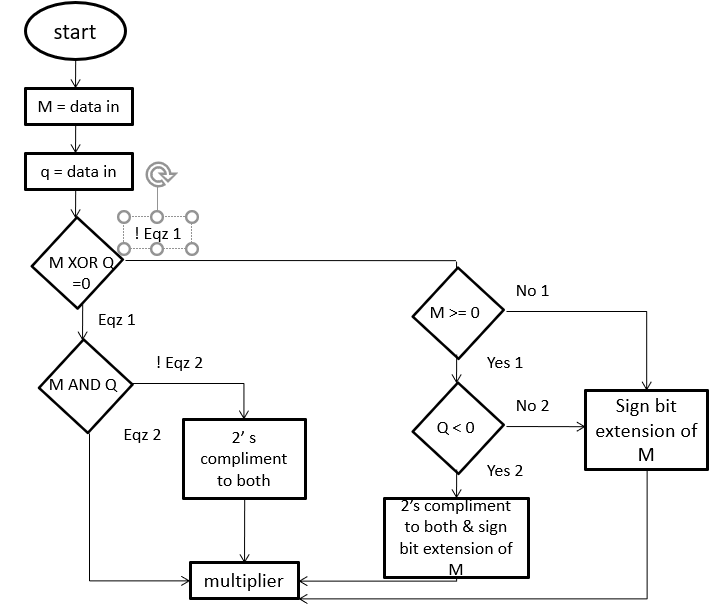 start
M = data in
q = data in
! Eqz 1
M XOR Q
=0
Eqz 1
M >= 0
No 1
Yes 1
M AND Q
! Eqz 2
Eqz 2
2' s
compliment
to both
Q < 0
No 2
Yes 2
Sign bit
extension of
M
2's compliment
to both & sign
bit extension of
M
multiplier